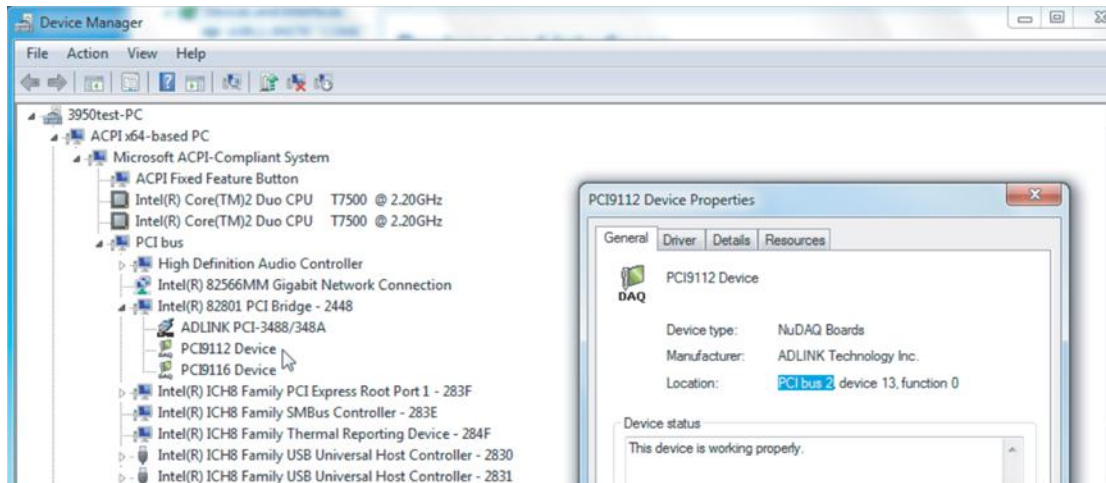 Device Manager
File Action View Help
3950test-PC
ACPI x64-based PC
Microsoft ACPI-Compliant System
ACPI Fixed Feature Button
Intel(R) Core(TM)2 Duo CPU T7500 @ 2.20GHz
Intel(R) Core(TM)2 Duo CPU T7500 @ 2.20GHz
PCI bus
High Definition Audio Controller
Intel(R) 82566MM Gigabit Network Connection
Intel(R) 82801 PCI Bridge - 2448
ADLINK PCI-3488/348A
PCI9112 Device
PCI9116 Device
Intel(R) ICH8 Family PCI Express Root Port 1 - 283F
Intel(R) ICH8 Family SMBus Controller - 283E
Intel(R) ICH8 Family Thermal Reporting Device - 284F
Intel(R) ICH8 Family USB Universal Host Controller - 2830
Intel(R) ICH8 Family USB Universal Host Controller - 2831
PCI9112 Device Properties
General Driver Details Resources
DAQ
PCI9112 Device
Device type: NuDAQ Boards
Manufacturer: ADLINK Technology Inc.
Location: PCI bus 2, device 13, function 0
Device status
This device is working properly.